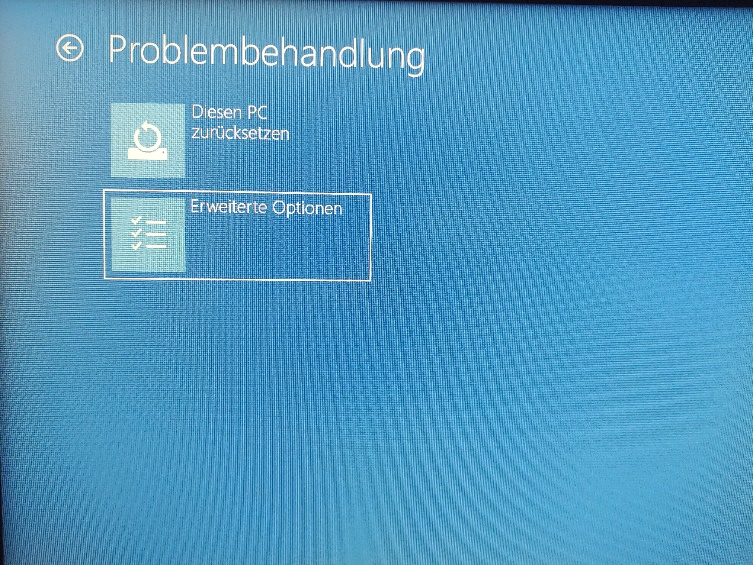 Problembehandlung
Diesen PC
zurücksetzen
Erweiterte Optionen